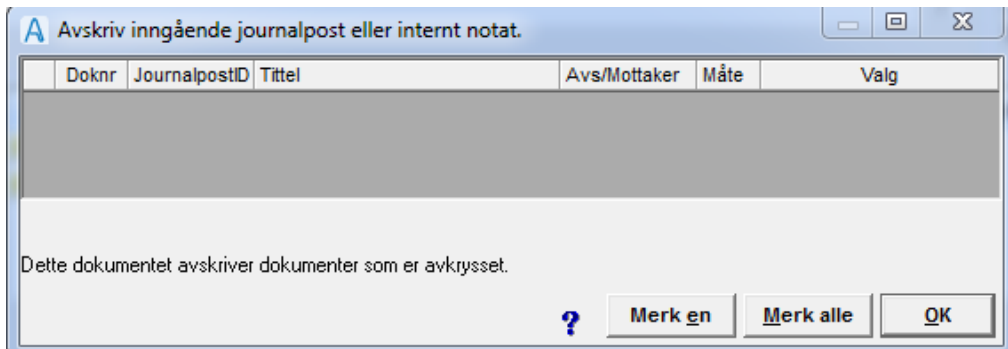 Avskriv inngående journalpost eller internt notat.
Doknr JournalpostID Tittel Avs/Mottaker Måte Valg
Dette dokumentet avskriver dokumenter som er avkrysset.
? Merk en Merk alle OK